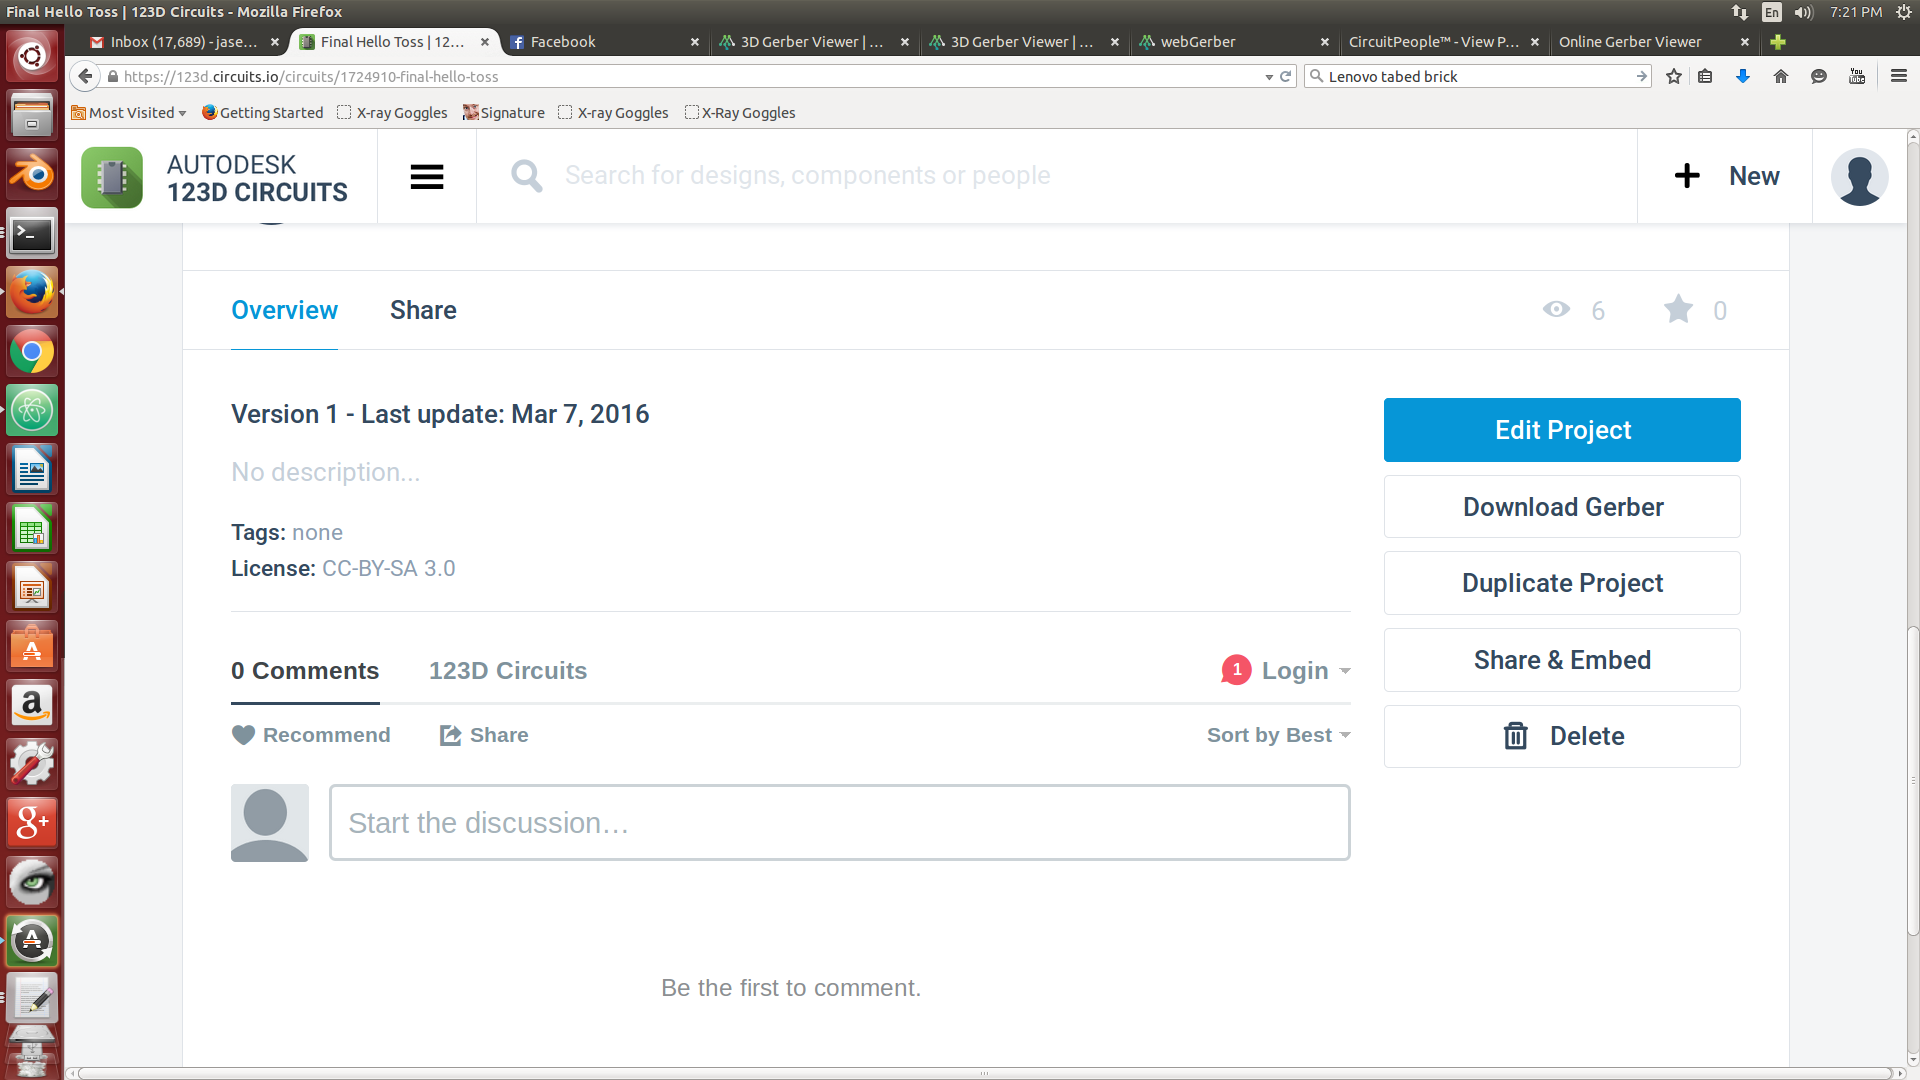 Final Hello Toss | 123D Circuits - Mozilla Firefox
En
7:21 PM
Inbox (17,689) - jase...
Final Hello Toss | 12...
Facebook
3D Gerber Viewer | ...
3D Gerber Viewer | ...
webGerber
CircuitPeople™ - View P...
Online Gerber Viewer
https://123d.circuits.io/circuits/1724910-final-hello-toss
Lenovo tabed brick
You
Tube
Most Visited
Getting Started
X-ray Goggles
Signature
X-ray Goggles
X-Ray Goggles
AUTODESK
123D CIRCUITS
Search for designs, components or people
New
Overview
Share
6
0
Version 1 - Last update: Mar 7, 2016
Edit Project
No description...
Download Gerber
Tags: none
License: CC-BY-SA 3.0
Duplicate Project
Share & Embed
0 Comments
123D Circuits
1
Login
Recommend
Share
Sort by Best
Delete
Start the discussion…
Be the first to comment.